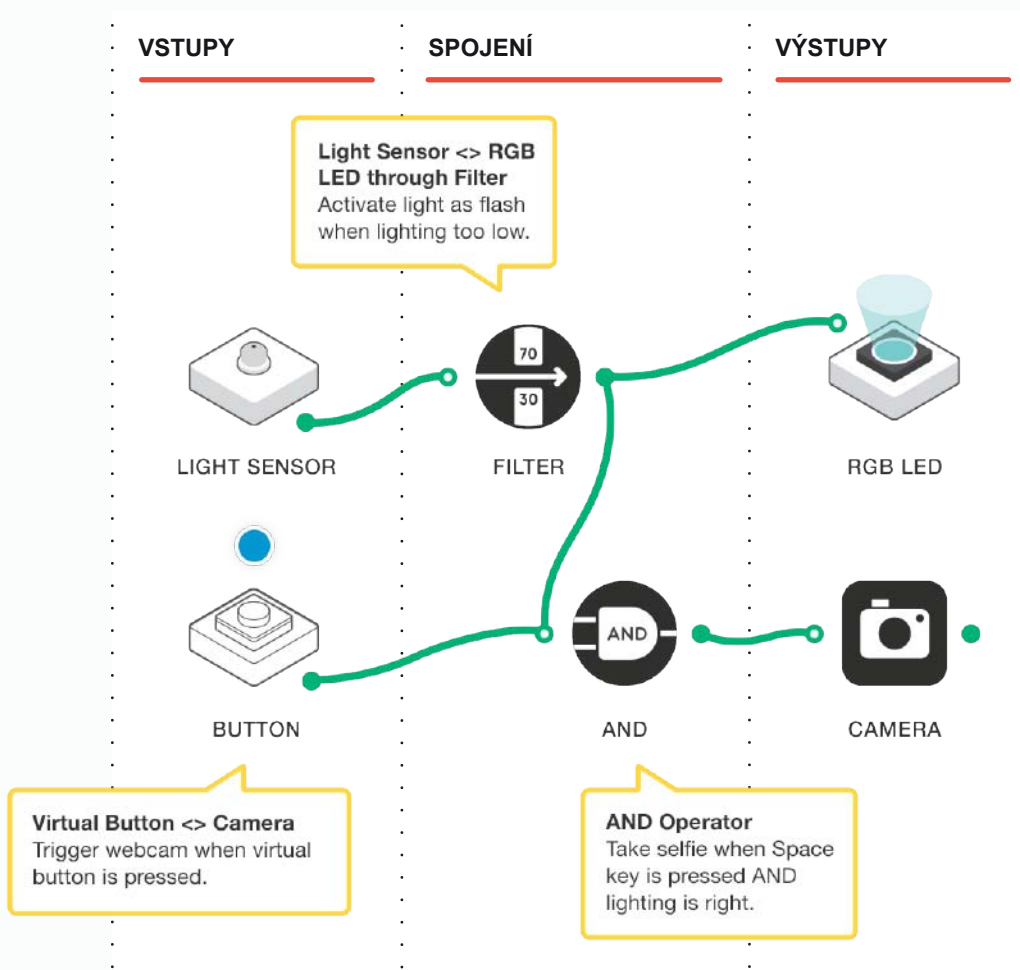 VSTUPY
SPOJENÍ
VÝSTUPY
Light Sensor <> RGB
LED through Filter
Activate light as flash
when lighting too low.
70
30
LIGHT SENSOR
FILTER
RGB LED
AND
BUTTON
AND
CAMERA
Virtual Button <> Camera
Trigger webcam when virtual
button is pressed.
AND Operator
Take selfie when Space
key is pressed AND
lighting is right.